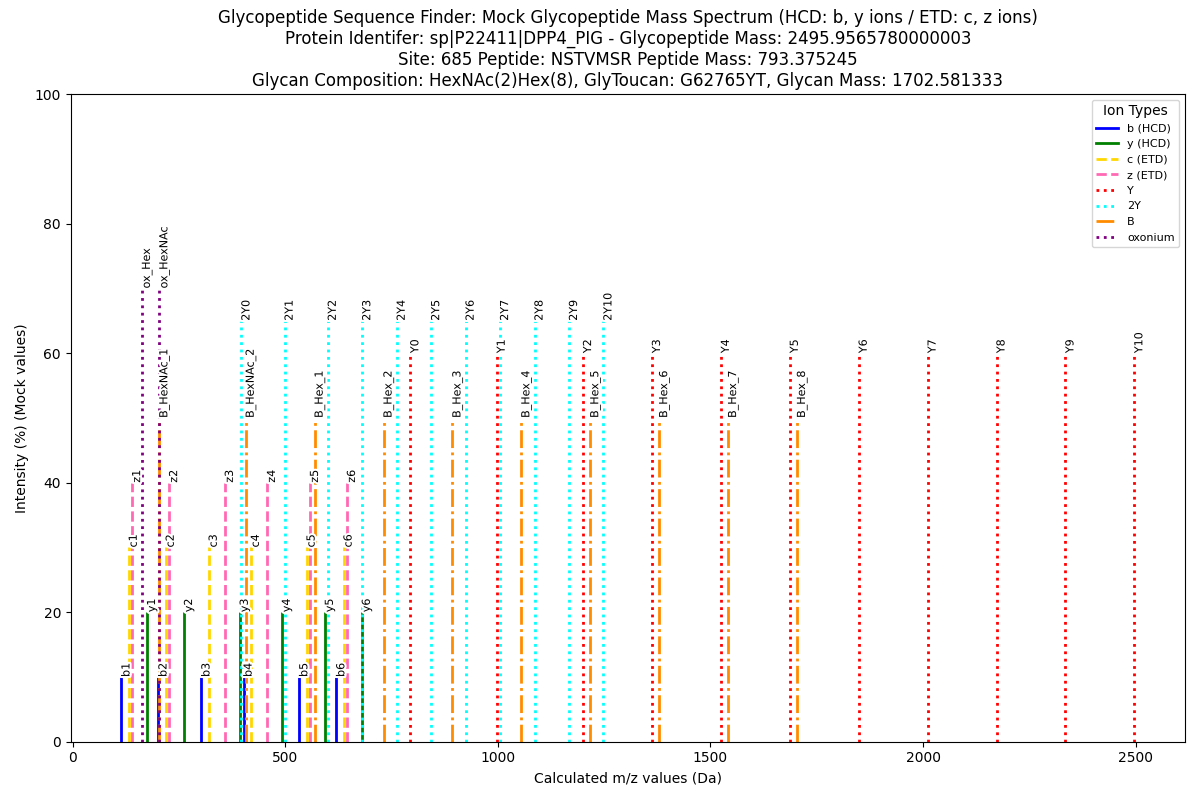 Glycopeptide Sequence Finder: Mock Glycopeptide Mass Spectrum (HCD: b, y ions / ETD: c, z ions)
Protein Identifer: sp|P22411|DPP4_PIG - Glycopeptide Mass: 2495.9565780000003
Site: 685 Peptide: NSTVMSR Peptide Mass: 793.375245
Glycan Composition: HexNAc(2)Hex(8), GlyToucan: G62765YT, Glycan Mass: 1702.581333
Intensity (%) (Mock values)
100
80
60
40
20
0
Ion Types
b (HCD)
y (HCD)
c (ETD)
z (ETD)
Y
2Y
B
oxonium
ox_Hex
ox_HexNAc
2Y0
2Y1
2Y2
2Y3
2Y4
2Y5
2Y6
2Y7
2Y8
2Y9
2Y10
Y0
Y1
Y2
Y3
Y4
Y5
Y6
Y7
Y8
Y9
Y10
B_HexNAc_1
B_HexNAc_2
B_Hex_1
B_Hex_2
B_Hex_3
B_Hex_4
B_Hex_5
B_Hex_6
B_Hex_7
B_Hex_8
z1
z2
z3
z4
z5
z6
c1
c2
c3
c4
c5
c6
y1
y2
y3
y4
y5
y6
b1
b2
b3
b4
b5
b6
0
500
1000
1500
2000
2500
Calculated m/z values (Da)